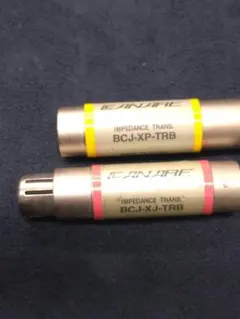 CANARE
IMPEDANCE TRANS.
BCJ-XP-TRB
CANARE
IMPEDANCE TRANS.
BCJ-XJ-TRB